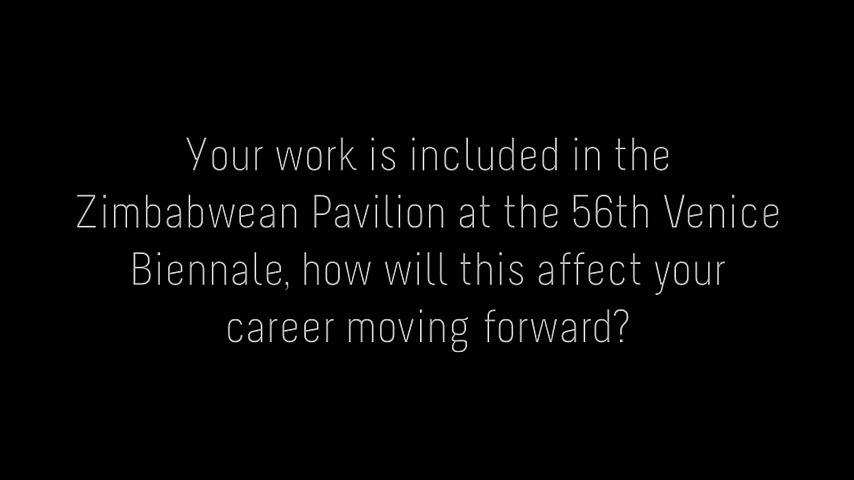 Your work is included in the
Zimbabwean Pavilion at the 56th Venice
Biennale, how will this affect your
career moving forward?